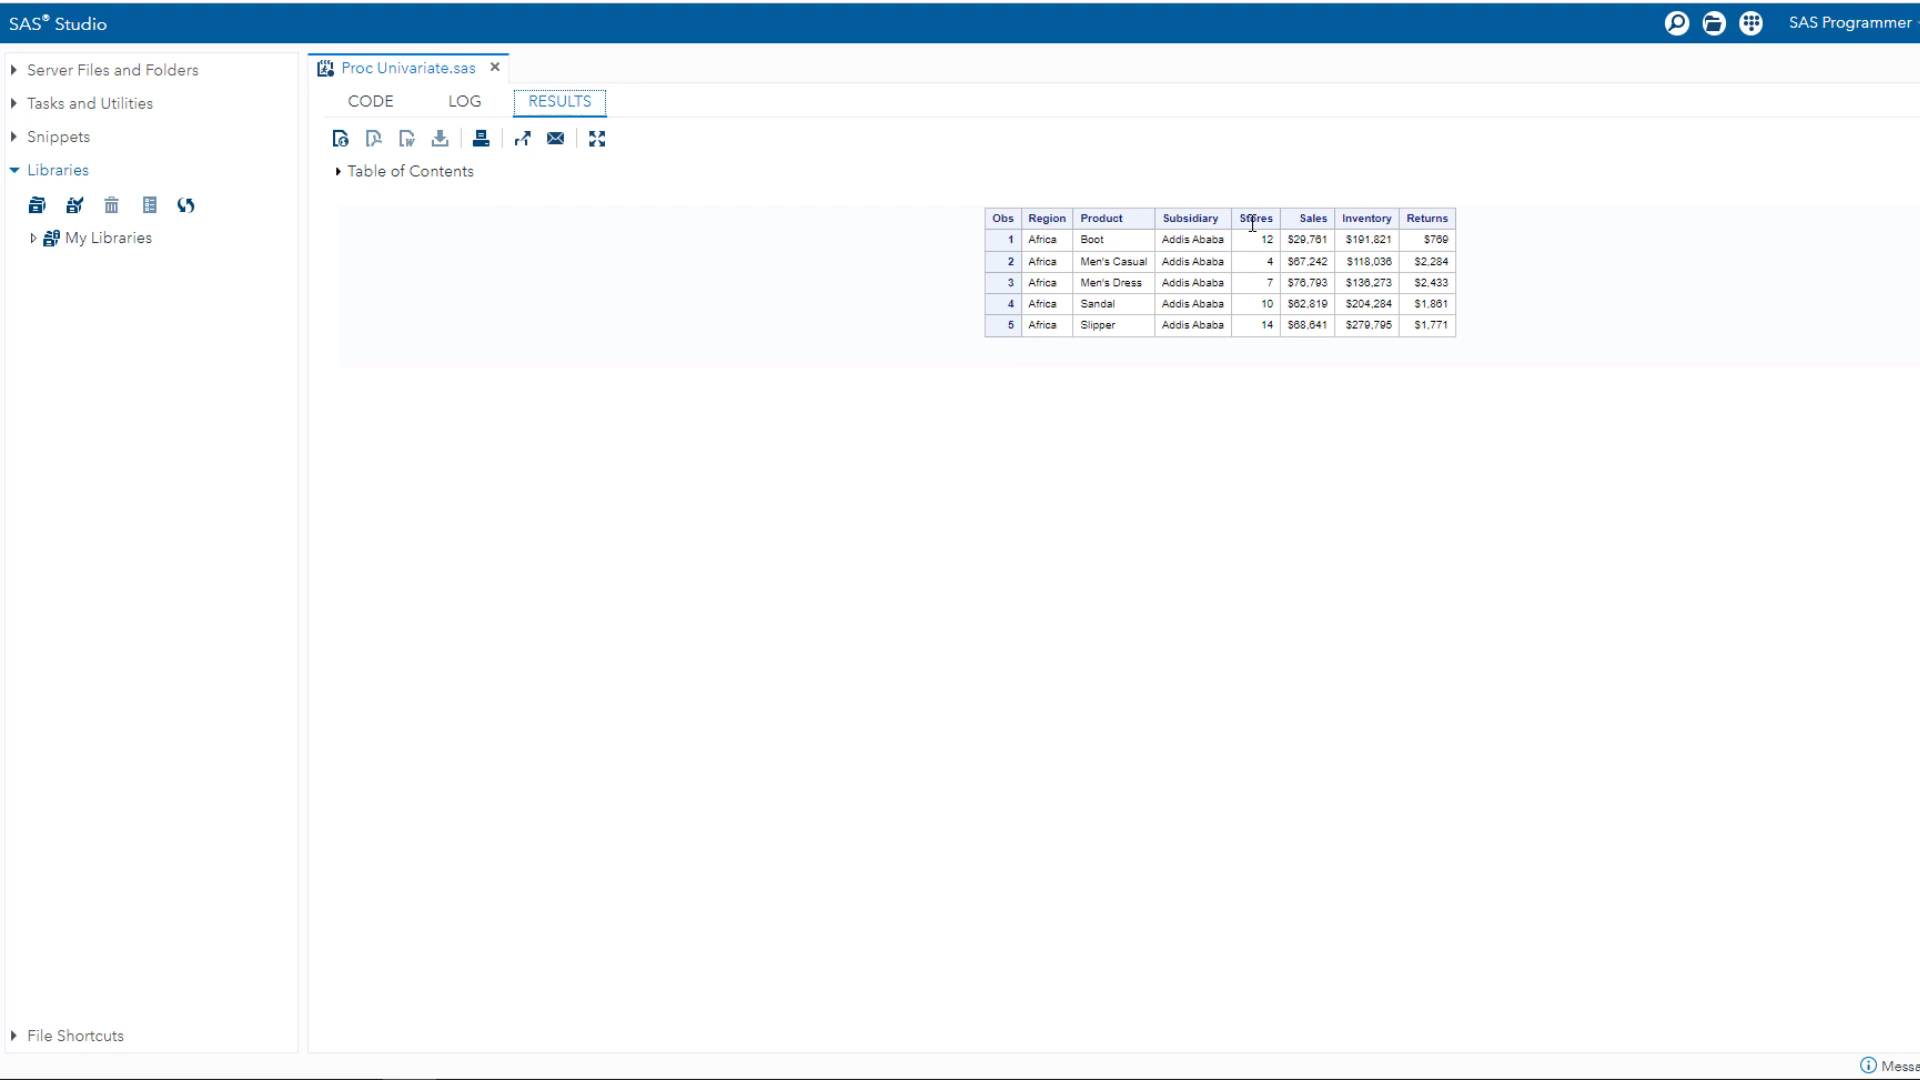 SAS® Studio
SAS Programmer
Server Files and Folders
Tasks and Utilities
Snippets
Libraries
My Libraries
File Shortcuts
Proc Univariate.sas
CODE LOG RESULTS
Table of Contents
Obs Region Product Subsidiary Stores Sales Inventory Returns
1 Africa Boot Addis Ababa 12 $29,761 $191,821 $769
2 Africa Men's Casual Addis Ababa 4 $67,242 $118,036 $2,284
3 Africa Men's Dress Addis Ababa 7 $76,793 $136,273 $2,433
4 Africa Sandal Addis Ababa 10 $62,819 $204,284 $1,861
5 Africa Slipper Addis Ababa 14 $68,641 $279,795 $1,771
Messa